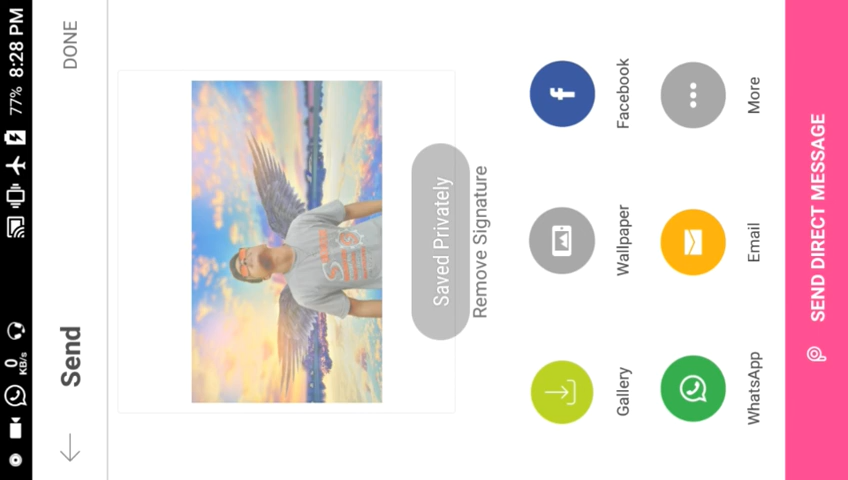 0 KB/s
77% 8:28 PM
Send
DONE
Saved Privately
Remove Signature
Gallery
Wallpaper
Facebook
WhatsApp
Email
More
SEND DIRECT MESSAGE